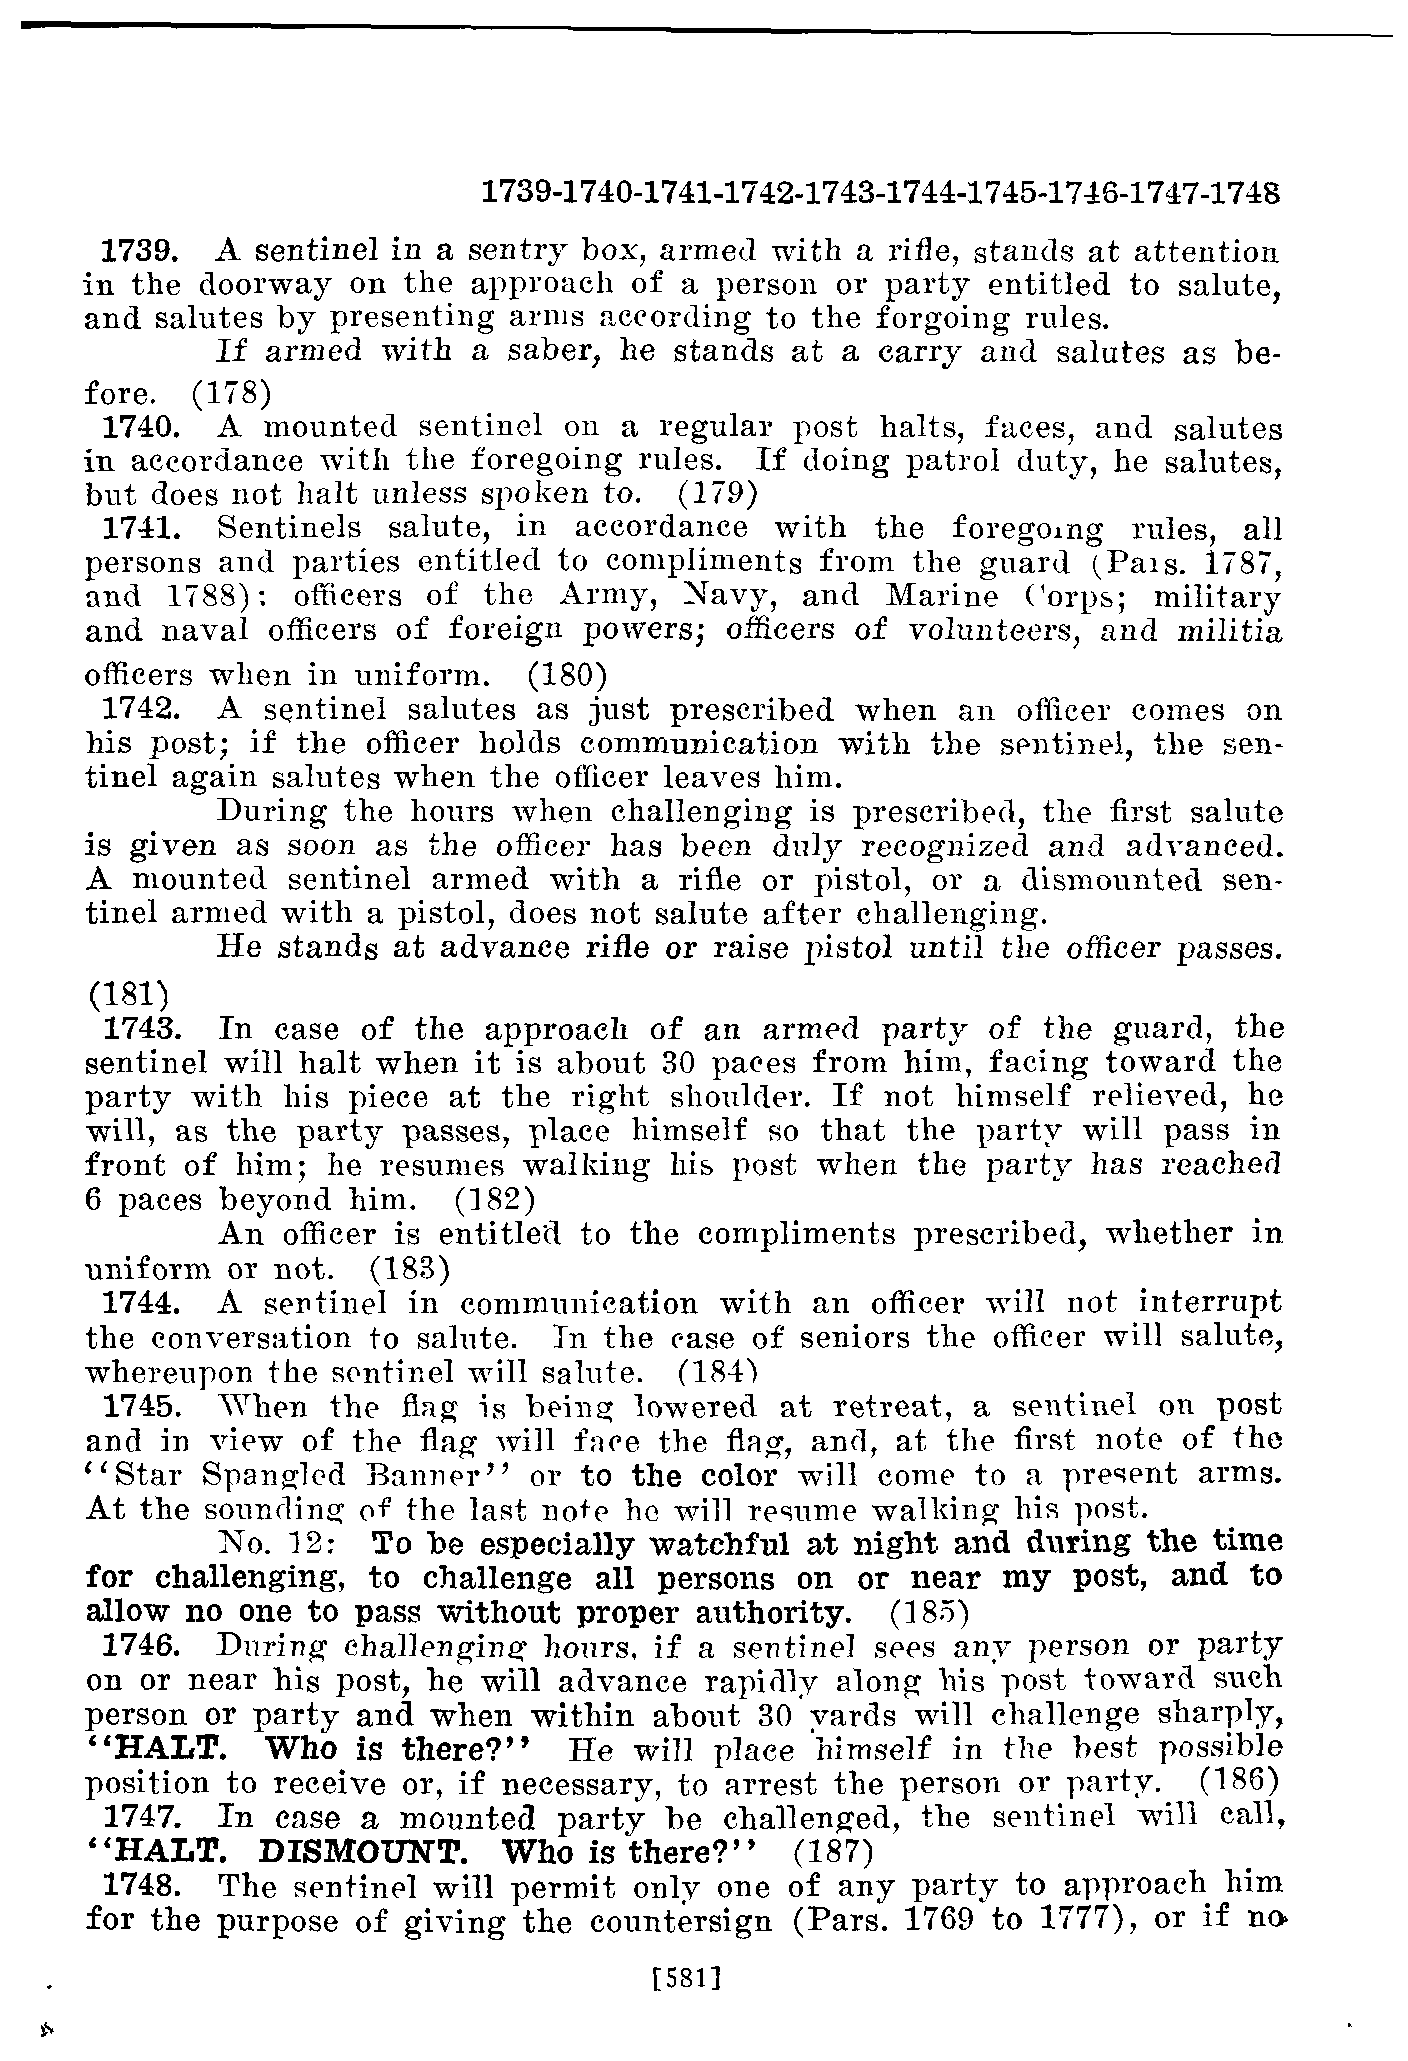 1739-1740-1741-1742-1743-1744-1745-1746-1747-1748
1739. A sentinel in a sentry box, armed with a rifle, stands at attention
in the doorway on the approach of a person or party entitled to salute,
and salutes by presenting arms according to the forgoing rules.
If armed with a saber, he stands at a carry and salutes as be-
fore. (178)
1740. A mounted sentinel on a regular post halts, faces, and salutes
in accordance with the foregoing rules. If doing patrol duty, he salutes,
but does not halt unless spoken to. (179)
1741. Sentinels salute, in accordance with the foregoing rules, all
persons and parties entitled to compliments from the guard (Pars. 1787,
and 1788): officers of the Army, Navy, and Marine Corps; military
and naval officers of foreign powers; officers of volunteers, and militia
officers when in uniform. (180)
1742. A sentinel salutes as just prescribed when an officer comes on
his post; if the officer holds communication with the sentinel, the sen-
tinel again salutes when the officer leaves him.
During the hours when challenging is prescribed, the first salute
is given as soon as the officer has been duly recognized and advanced.
A mounted sentinel armed with a rifle or pistol, or a dismounted sen-
tinel armed with a pistol, does not salute after challenging.
He stands at advance rifle or raise pistol until the officer passes.
(181)
1743. In case of the approach of an armed party of the guard, the
sentinel will halt when it is about 30 paces from him, facing toward the
party with his piece at the right shoulder. If not himself relieved, he
will, as the party passes, place himself so that the party will pass in
front of him; he resumes walking his post when the party has reached
6 paces beyond him. (182)
An officer is entitled to the compliments prescribed, whether in
uniform or not. (183)
1744. A sentinel in communication with an officer will not interrupt
the conversation to salute. In the case of seniors the officer will salute,
whereupon the sentinel will salute. (184)
1745. When the flag is being lowered at retreat, a sentinel on post
and in view of the flag will face the flag, and, at the first note of the
‘‘Star Spangled Banner’’ or to the color will come to a present arms.
At the sounding of the last note he will resume walking his post.
No. 12: To be especially watchful at night and during the time
for challenging, to challenge all persons on or near my post, and to
allow no one to pass without proper authority. (185)
1746. During challenging hours, if a sentinel sees any person or party
on or near his post, he will advance rapidly along his post toward such
person or party and when within about 30 yards will challenge sharply,
‘‘HALT. Who is there?’’ He will place himself in the best possible
position to receive or, if necessary, to arrest the person or party. (186)
1747. In case a mounted party be challenged, the sentinel will call,
‘‘HALT. DISMOUNT. Who is there?’’ (187)
1748. The sentinel will permit only one of any party to approach him
for the purpose of giving the countersign (Pars. 1769 to 1777), or if no
[581]